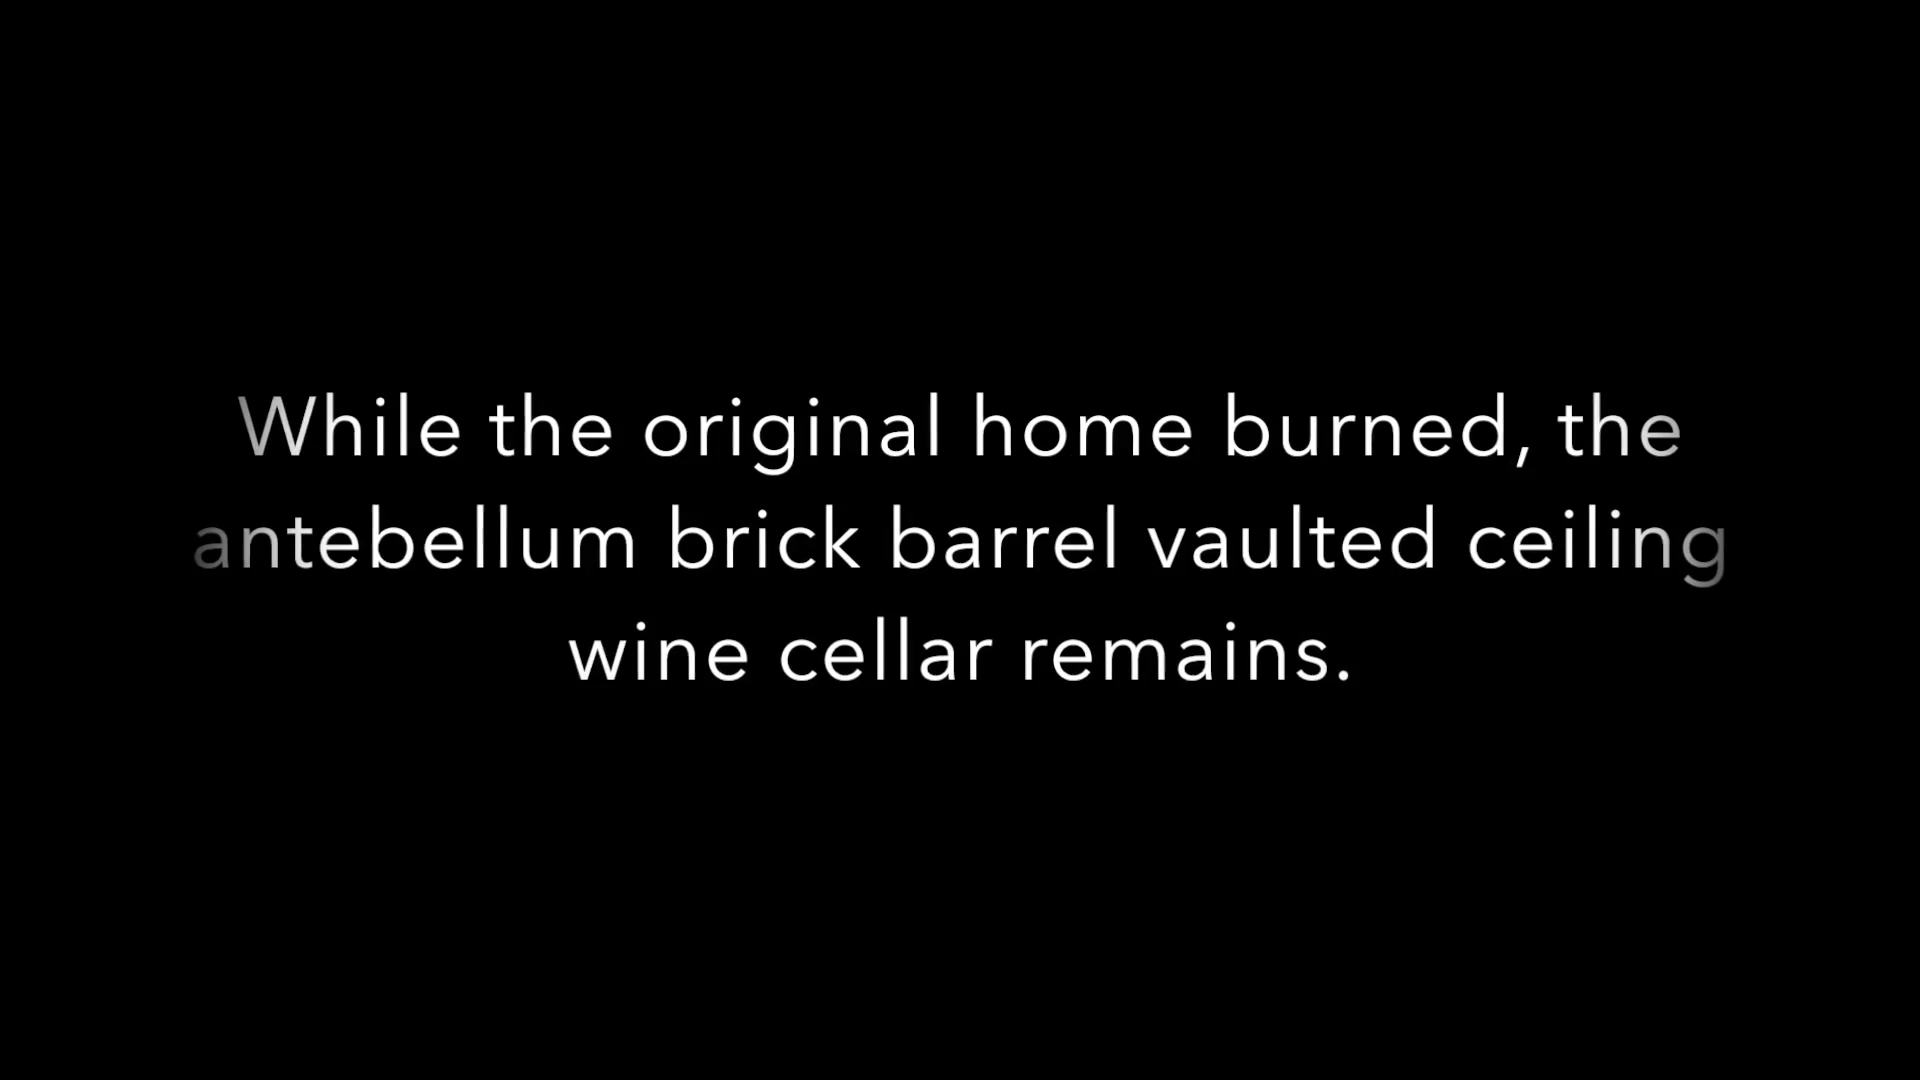 While the original home burned, the
antebellum brick barrel vaulted ceiling
wine cellar remains.